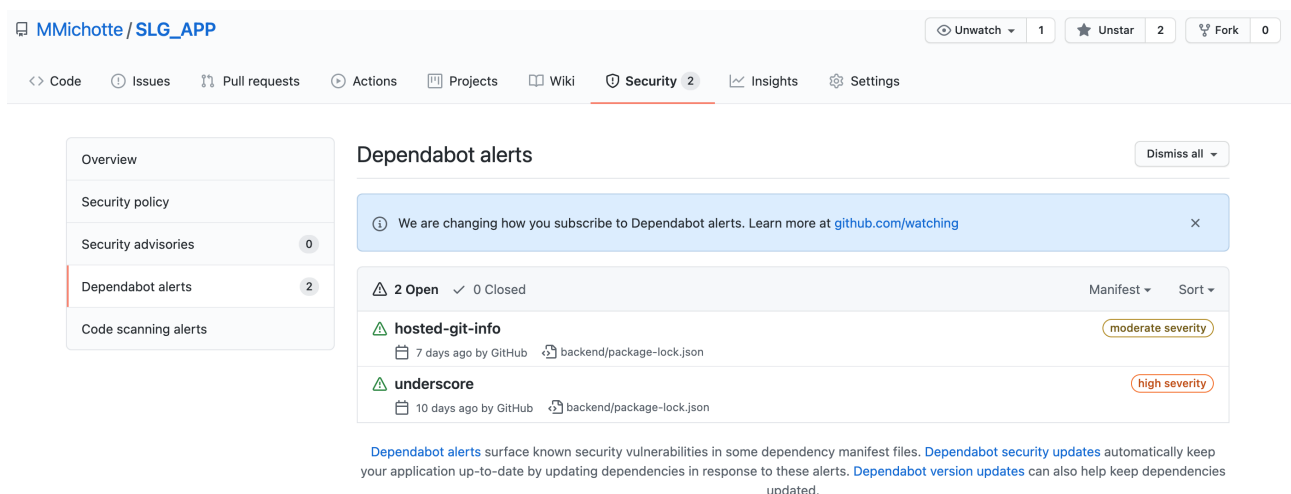 MMichotte / SLG_APP
Unwatch 1 Unstar 2 Fork 0
Code Issues Pull requests Actions Projects Wiki Security 2 Insights Settings
Overview
Security policy
Security advisories 0
Dependabot alerts 2
Code scanning alerts
Dependabot alerts
Dismiss all
We are changing how you subscribe to Dependabot alerts. Learn more at github.com/watching
2 Open 0 Closed Manifest Sort
hosted-git-info moderate severity
7 days ago by GitHub backend/package-lock.json
underscore high severity
10 days ago by GitHub backend/package-lock.json
Dependabot alerts surface known security vulnerabilities in some dependency manifest files. Dependabot security updates automatically keep
your application up-to-date by updating dependencies in response to these alerts. Dependabot version updates can also help keep dependencies
updated.